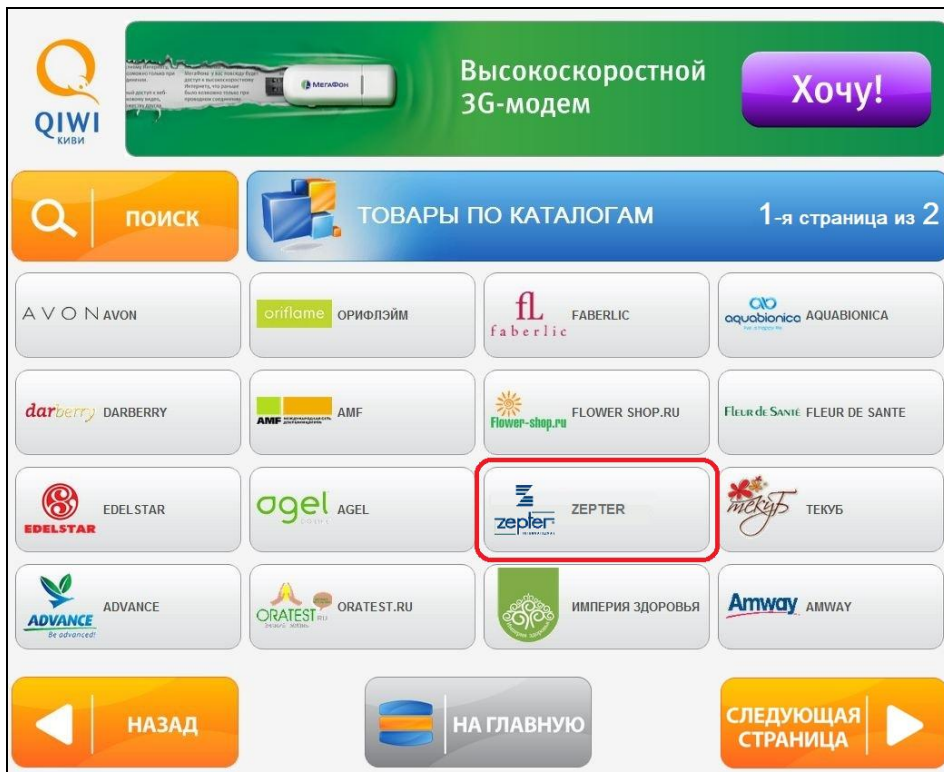 QIWI
КИВИ
МегаФон
Высокоскоростной
3G-модем
Хочу!
ПОИСК
ТОВАРЫ ПО КАТАЛОГАМ
1-я страница из 2
AVON AVON
oriflame ОРИФЛЭЙМ
fL
faberlic FABERLIC
aquabionica AQUABIONICA
darberry DARBERRY
AMF AMF
Flower-shop.ru FLOWER SHOP.RU
FLEUR de SANTÉ FLEUR DE SANTE
EDELSTAR EDELSTAR
agel AGEL
zepter ZEPTER
INTERNATIONAL
текуБ ТЕКУБ
ADVANCE ADVANCE
Be advanced!
ORATEST RU ORATEST.RU
ИМПЕРИЯ ЗДОРОВЬЯ
Amway AMWAY
НАЗАД
НА ГЛАВНУЮ
СЛЕДУЮЩАЯ
СТРАНИЦА